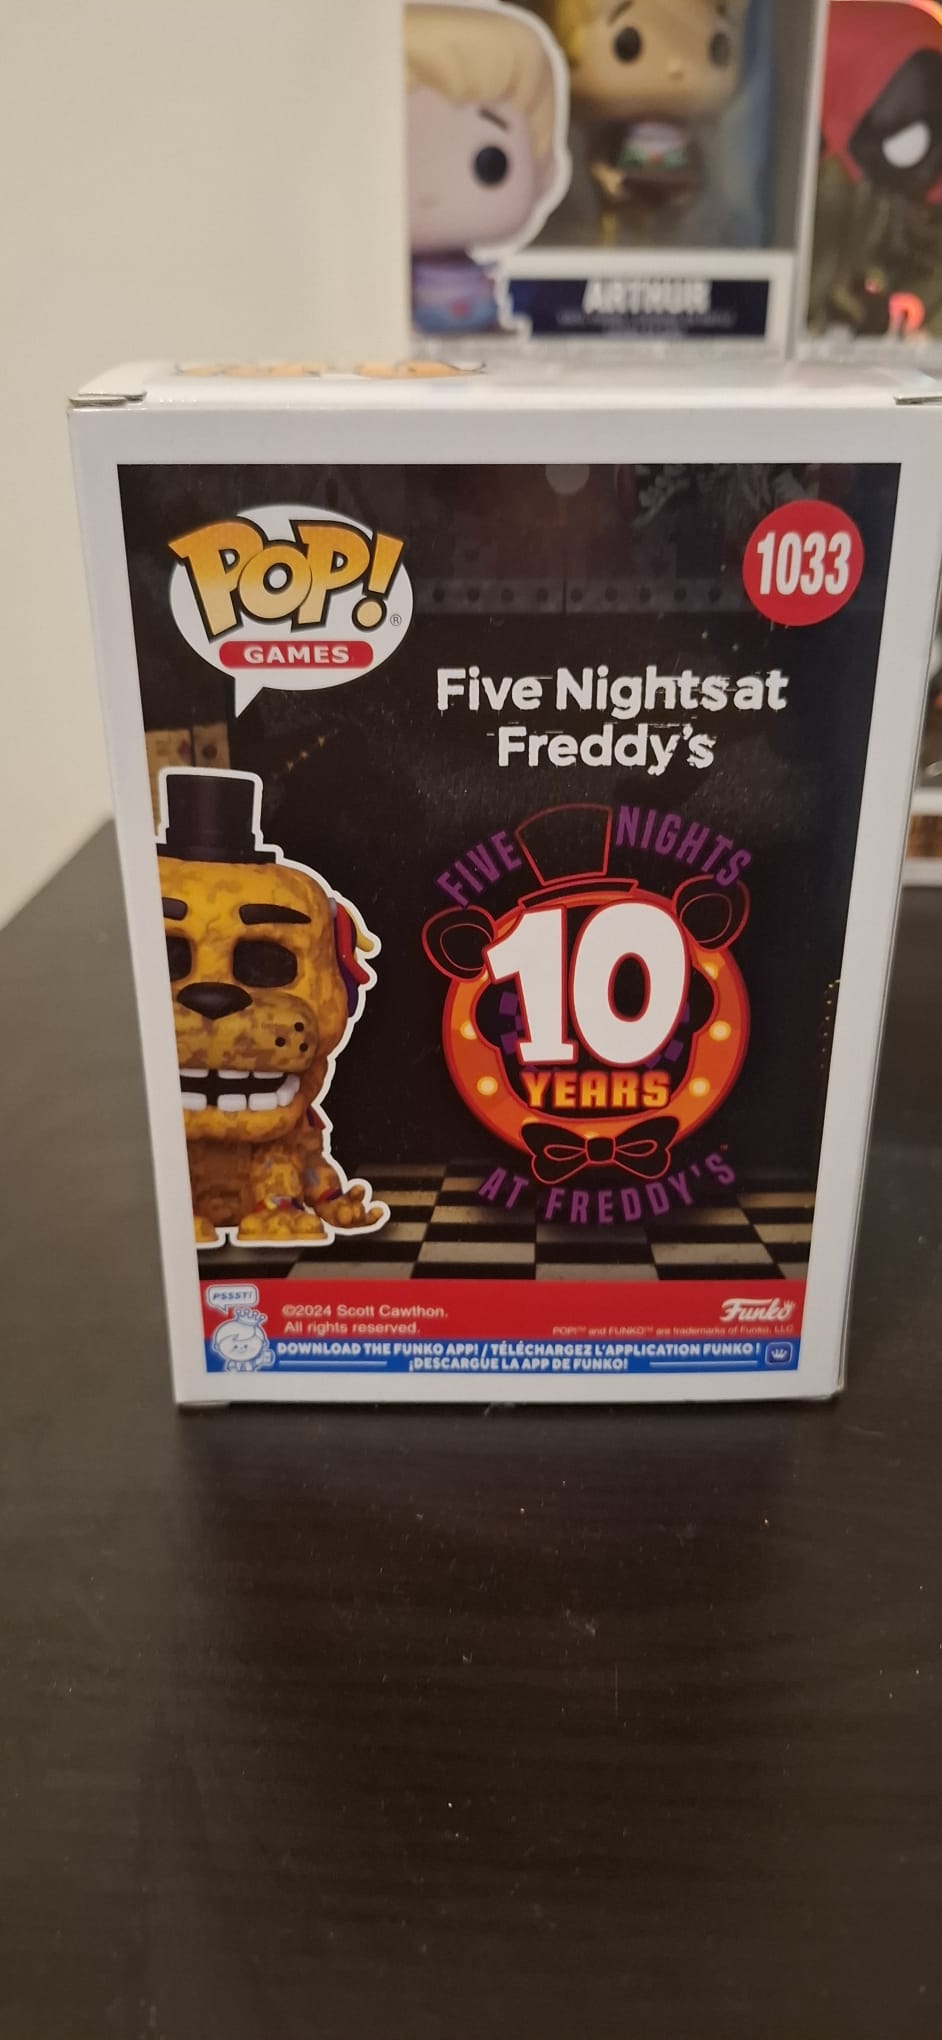 ARTHUR
POP!®
GAMES
1033
Five Nights at
Freddy's
FIVE NIGHTS
10
YEARS
AT FREDDY'S™
PSSST!
©2024 Scott Cawthon.
All rights reserved.
Funko
POP!™ and FUNKO™ are trademarks of Funko, LLC
DOWNLOAD THE FUNKO APP! / TÉLÉCHARGEZ L'APPLICATION FUNKO !
¡DESCARGUE LA APP DE FUNKO!